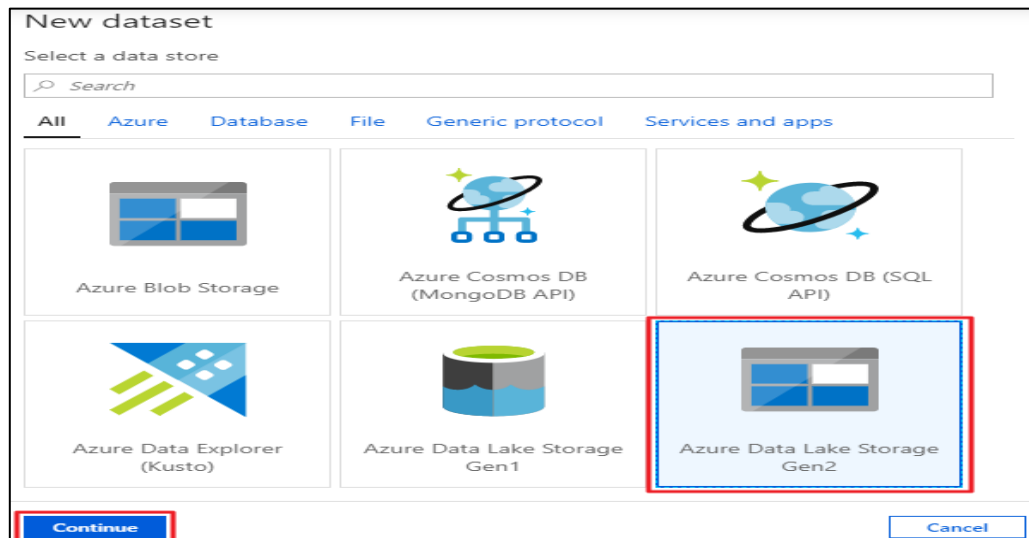 New dataset
Select a data store
Search
All Azure Database File Generic protocol Services and apps
Azure Blob Storage
Azure Cosmos DB
(MongoDB API)
Azure Cosmos DB (SQL
API)
Azure Data Explorer
(Kusto)
Azure Data Lake Storage
Gen1
Azure Data Lake Storage
Gen2
Continue
Cancel